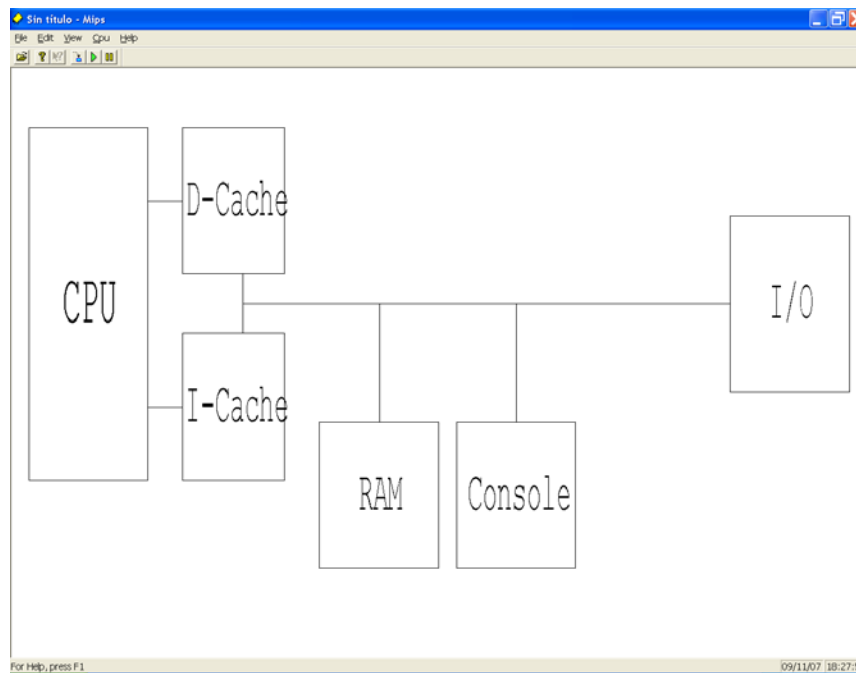 Sin título - Mips
File Edit View Cpu Help
D-Cache
CPU
I/O
I-Cache
RAM
Console
For Help, press F1
09/11/07